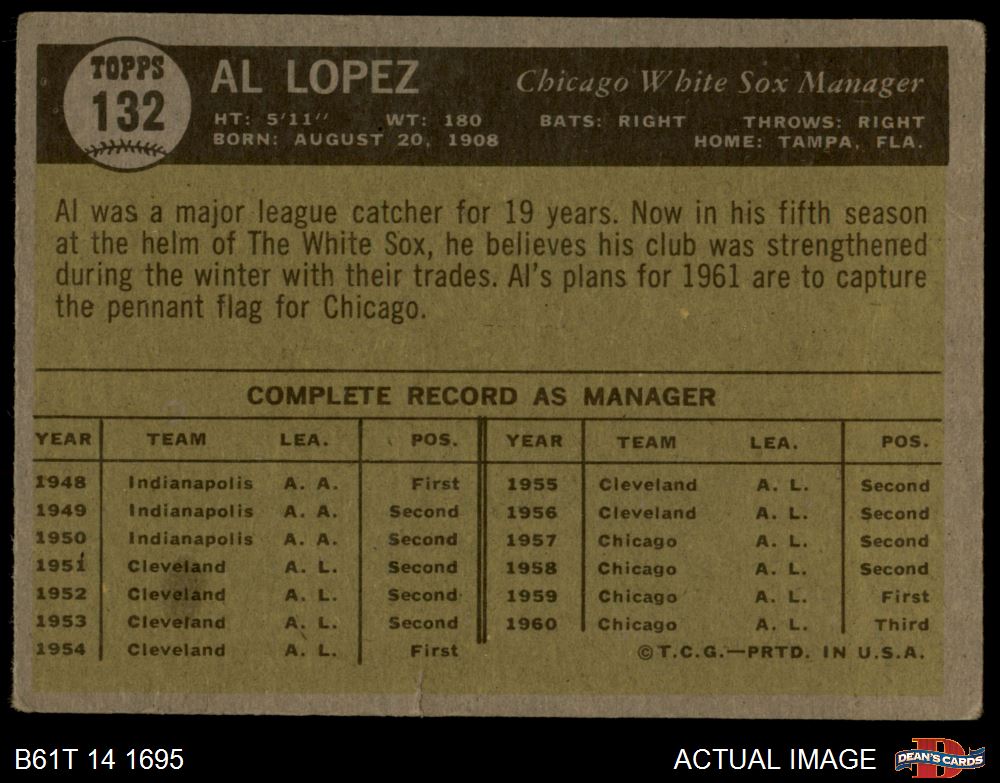 TOPPS
132
AL LOPEZ Chicago White Sox Manager
HT: 5'11" WT: 180 BATS: RIGHT THROWS: RIGHT
BORN: AUGUST 20, 1908 HOME: TAMPA, FLA.
Al was a major league catcher for 19 years. Now in his fifth season
at the helm of The White Sox, he believes his club was strengthened
during the winter with their trades. Al's plans for 1961 are to capture
the pennant flag for Chicago.
COMPLETE RECORD AS MANAGER
YEAR TEAM LEA. POS. YEAR TEAM LEA. POS.
1948 Indianapolis A. A. First 1955 Cleveland A. L. Second
1949 Indianapolis A. A. Second 1956 Cleveland A. L. Second
1950 Indianapolis A. A. Second 1957 Chicago A. L. Second
1951 Cleveland A. L. Second 1958 Chicago A. L. Second
1952 Cleveland A. L. Second 1959 Chicago A. L. First
1953 Cleveland A. L. Second 1960 Chicago A. L. Third
1954 Cleveland A. L. First ©T.C.G.—PRTD. IN U.S.A.
B61T 14 1695 ACTUAL IMAGE D DEAN'S CARDS